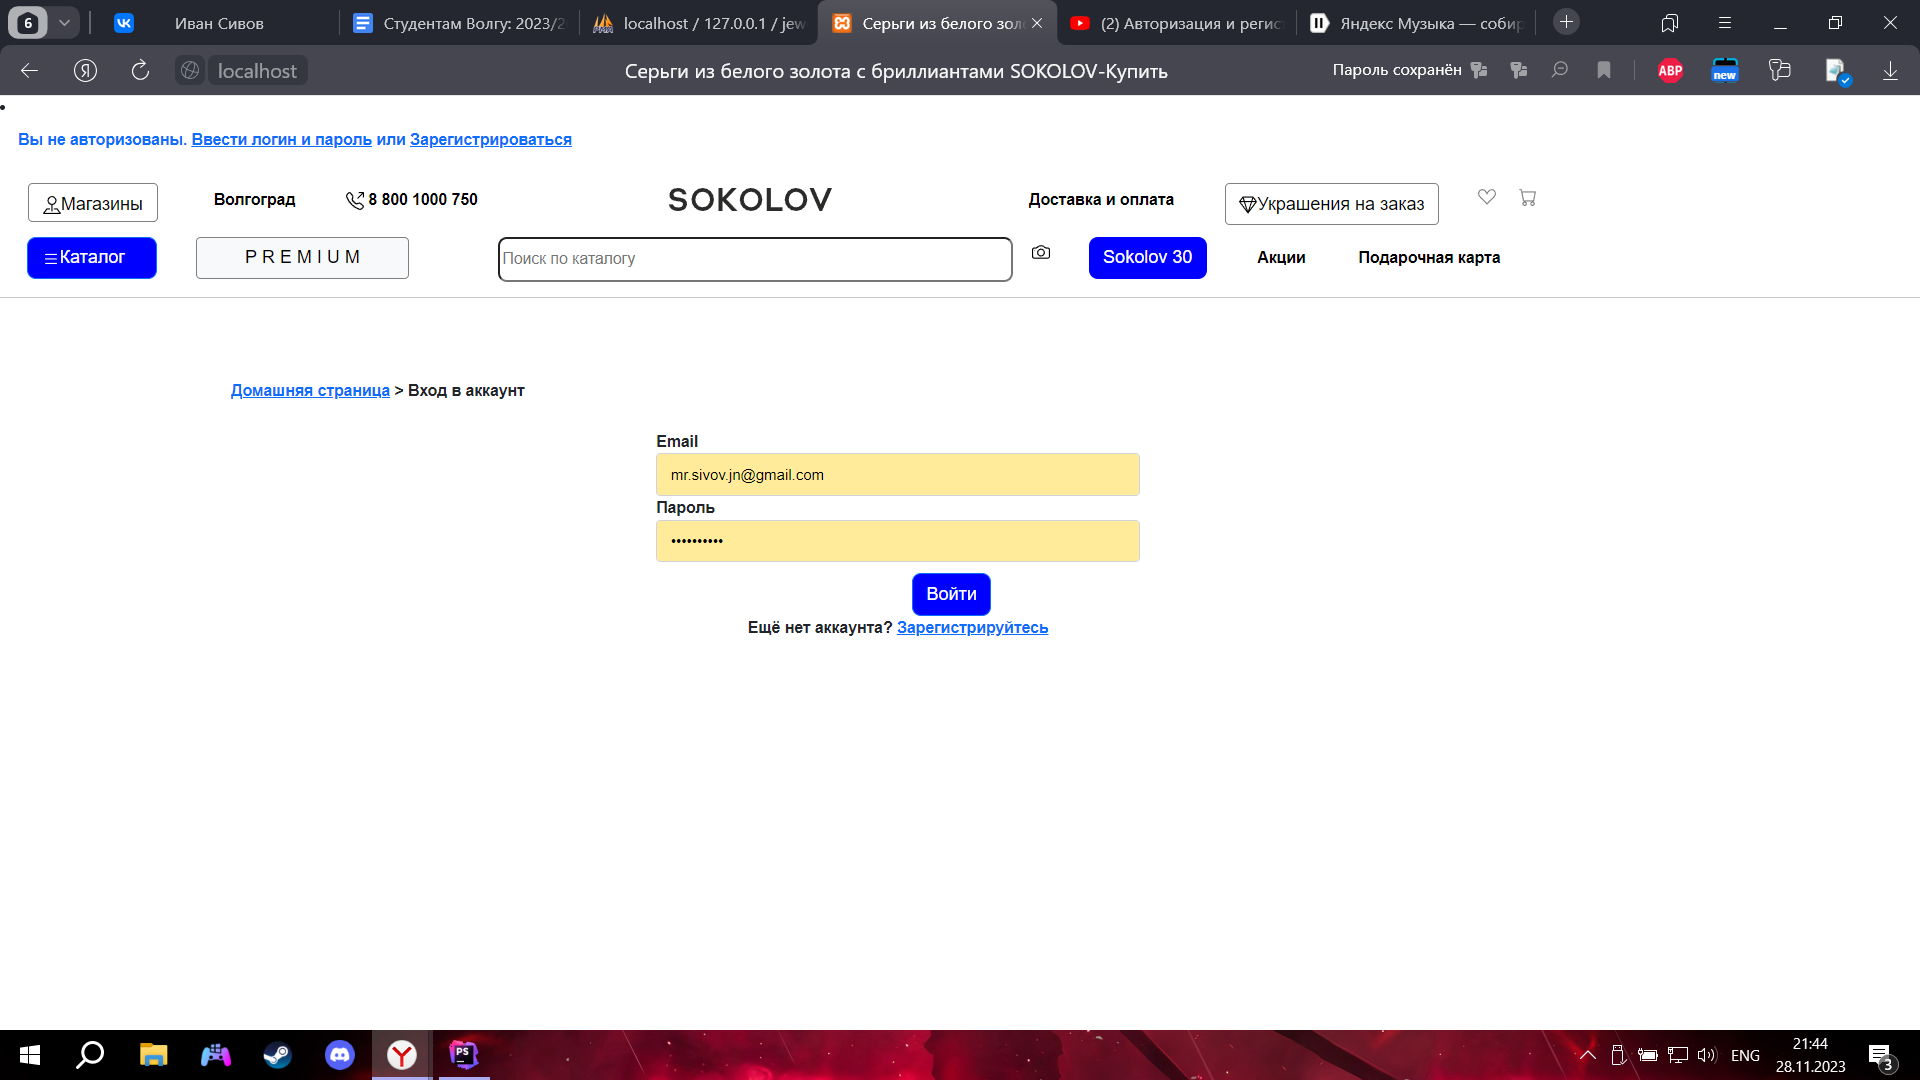 6
Иван Сивов
Студентам Волгу: 2023/2
localhost / 127.0.0.1 / jew
Серьги из белого золо
(2) Авторизация и регис
Яндекс Музыка — собир
localhost
Серьги из белого золота с бриллиантами SOKOLOV-Купить
Пароль сохранён
ABP
new
Вы не авторизованы. Ввести логин и пароль или Зарегистрироваться
Магазины
Волгоград
8 800 1000 750
SOKOLOV
Доставка и оплата
Украшения на заказ
Каталог
PREMIUM
Поиск по каталогу
Sokolov 30
Акции
Подарочная карта
Домашняя страница > Вход в аккаунт
Email
mr.sivov.jn@gmail.com
Пароль
••••••••••
Войти
Ещё нет аккаунта? Зарегистрируйтесь
PS
ENG
21:44
28.11.2023
3